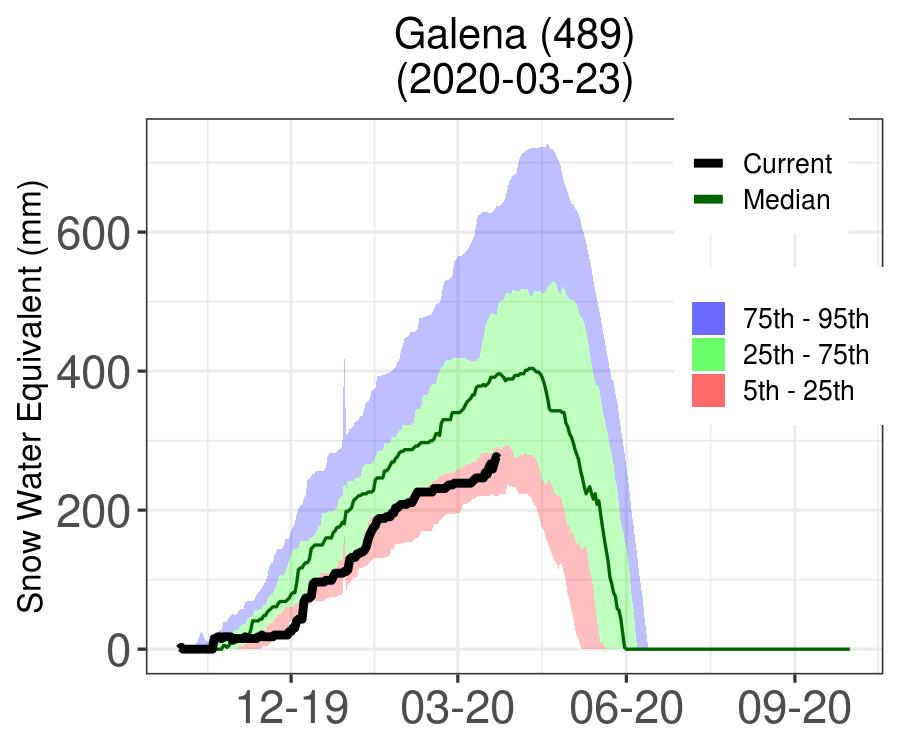 Galena (489)
(2020-03-23)
Snow Water Equivalent (mm)
600
400
200
0
12-19
03-20
06-20
09-20
Current
Median
75th - 95th
25th - 75th
5th - 25th